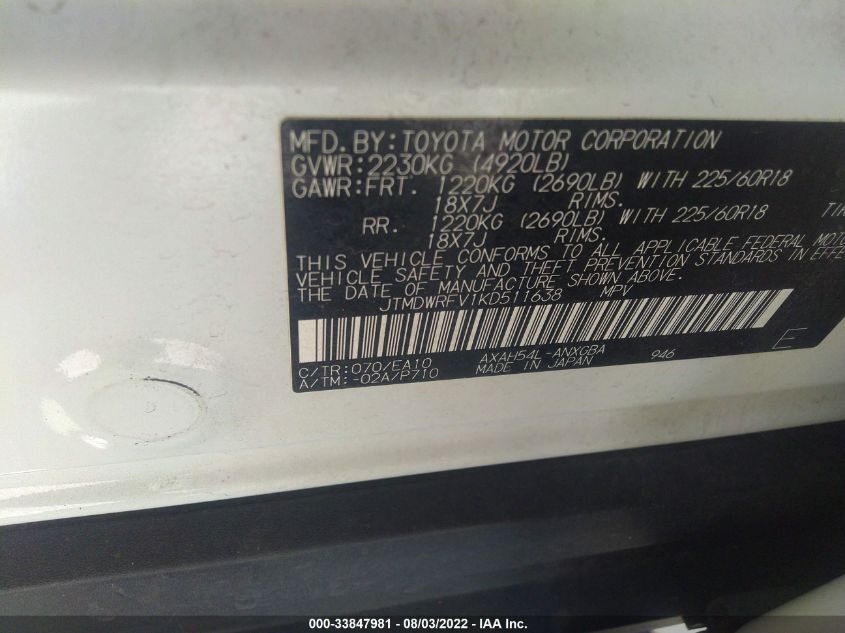 MFD.BY:TOYOTA MOTOR CORPORATION
GVWR:2230KG (4920LB)
GAWR:FRT. 1220KG (2690LB) WITH 225/60R18
18X7J RIMS.
RR. 1220KG (2690LB) WITH 225/60R18
18X7J RIMS.
THIS VEHICLE CONFORMS TO ALL APPLICABLE FEDERAL
VEHICLE SAFETY AND THEFT PREVENTION STANDARDS IN
THE DATE OF MANUFACTURE SHOWN ABOVE.
JTMDWRFV1KD511638 MPV
C/TR:070/EA10 AXAH54L-ANXGBA 946 E
A/TM:-02A/P710 MADE IN JAPAN
000-33847981 - 08/03/2022 - IAA Inc.